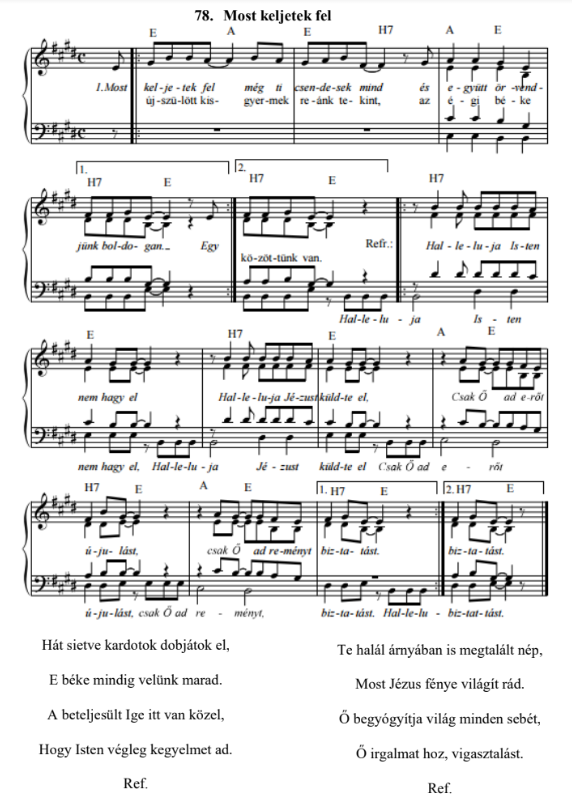 78. Most keljetek fel
E A E H7 A E
1.Most kel-je-tek fel még ti csen-de-sek mind és e-gyütt ör-vend-
új-szü-lött kis-gyer-mek re-ánk te-kint, az é-gi bé-ke
1. H7 E 2. H7 E H7
jünk bol-do-gan... Egy Refr.: Hal-le-lu-ja Is-ten
kö-zöt-tünk van.
Hal-le-lu - ja Is - ten
E H7 E A E
nem hagy el Hal-le-lu-ja Jé-zust küld-te el, Csak Ő ad e-rőt
nem hagy el, Hal-le-lu - ja Jé - zust küld-te el Csak Ő ad e - rőt
H7 E A E 1. H7 E 2. H7 E
ú-ju-lást, csak Ő ad re-ményt biz-ta-tást. biz-ta-tást.
ú-ju-lást, csak Ő ad re - ményt, biz-ta-tást. Hal-le-lu - biz-tat-tást.
Hát sietve kardotok dobjátok el,
E béke mindig velünk marad.
A beteljesült Ige itt van közel,
Hogy Isten végleg kegyelmet ad.
Ref.
Te halál árnyában is megtalált nép,
Most Jézus fénye világít rád.
Ő begyógyítja világ minden sebét,
Ő irgalmat hoz, vigasztalást.
Ref.